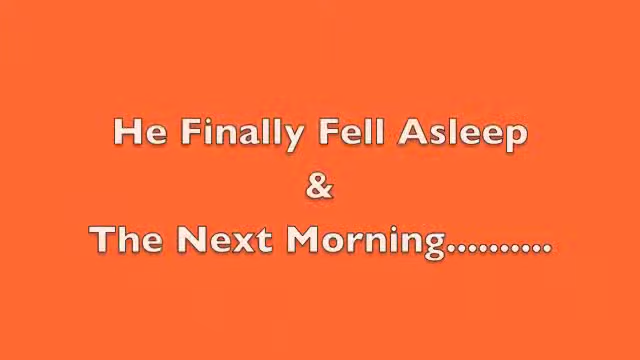 He Finally Fell Asleep
&
The Next Morning..........